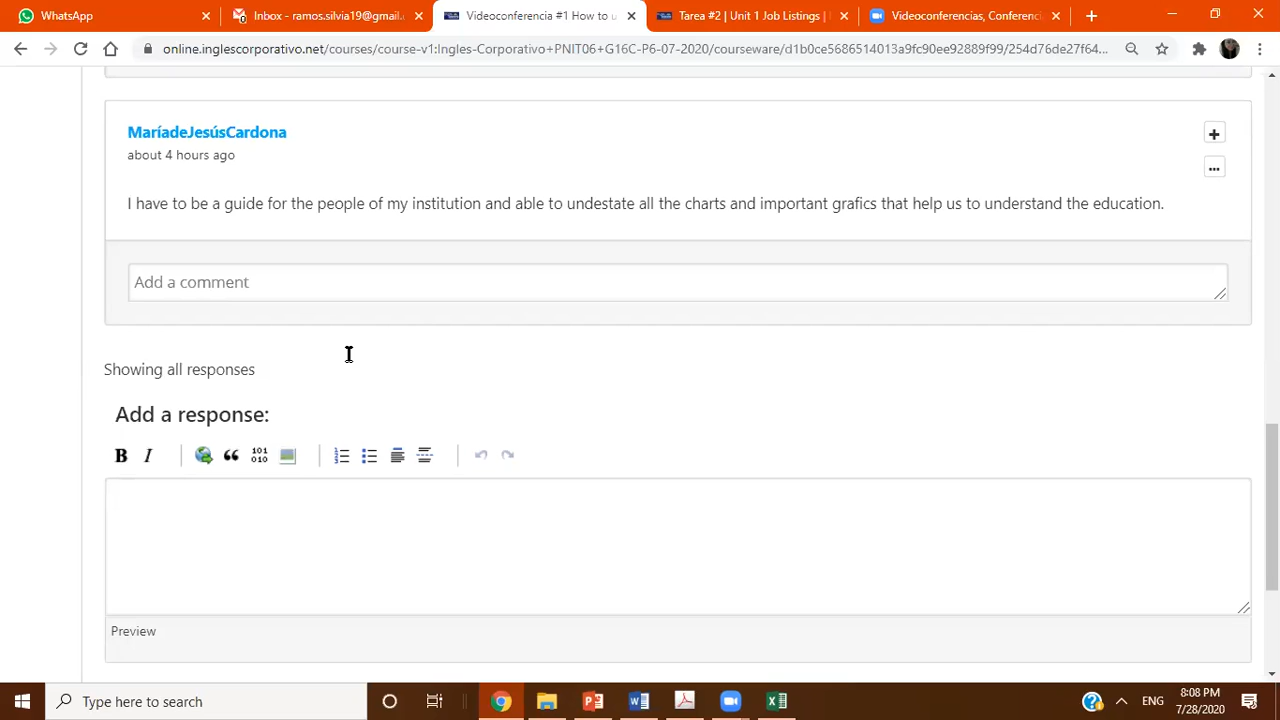 WhatsApp
Inbox - ramos.silvia19@gmail.
Videoconferencia #1 How to u
Tarea #2 | Unit 1 Job Listings |
Videoconferencias, Conferenci
online.inglescorporativo.net/courses/course-v1:Ingles-Corporativo+PNIT06+G16C-P6-07-2020/courseware/d1b0ce5686514013a9fc90ee92889f99/254d76de27f64...
MaríadeJesúsCardona
about 4 hours ago
I have to be a guide for the people of my institution and able to undestate all the charts and important grafics that help us to understand the education.
Add a comment
Showing all responses
Add a response:
B I
101
010
Preview
Type here to search
ENG
8:08 PM
7/28/2020